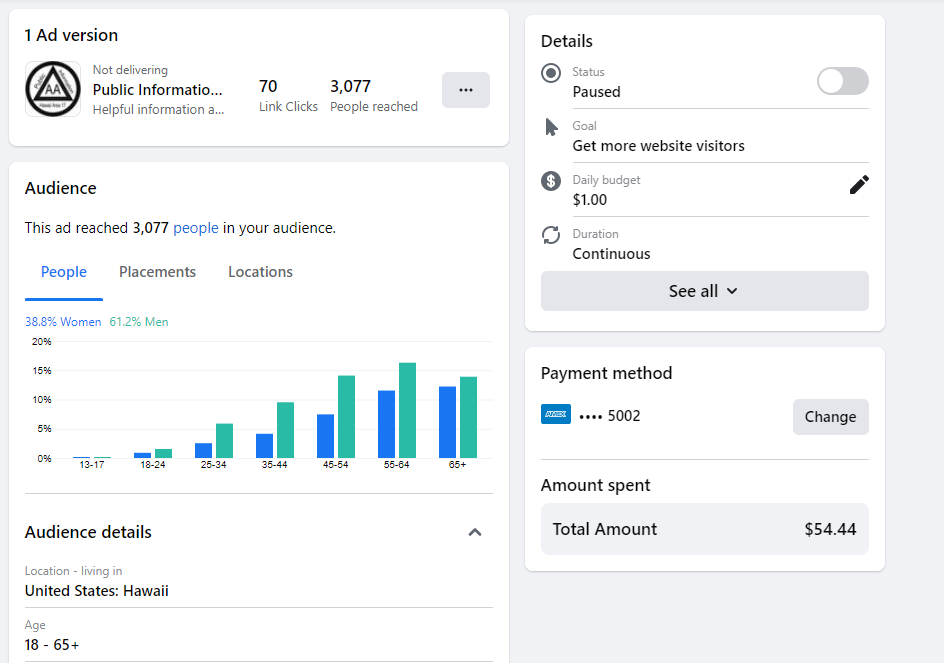 1 Ad version
Not delivering
Public Informatio...
Helpful information a...
AA
70
Link Clicks
3,077
People reached
...
Audience
This ad reached 3,077 people in your audience.
People
Placements
Locations
38.8% Women 61.2% Men
20%
15%
10%
5%
0%
13-17
18-24
25-34
35-44
45-54
55-64
65+
Audience details
Location - living in
United States: Hawaii
Age
18 - 65+
Details
Status
Paused
Goal
Get more website visitors
$
Daily budget
$1.00
Duration
Continuous
See all
Payment method
AMEX
•••• 5002
Change
Amount spent
Total Amount
$54.44